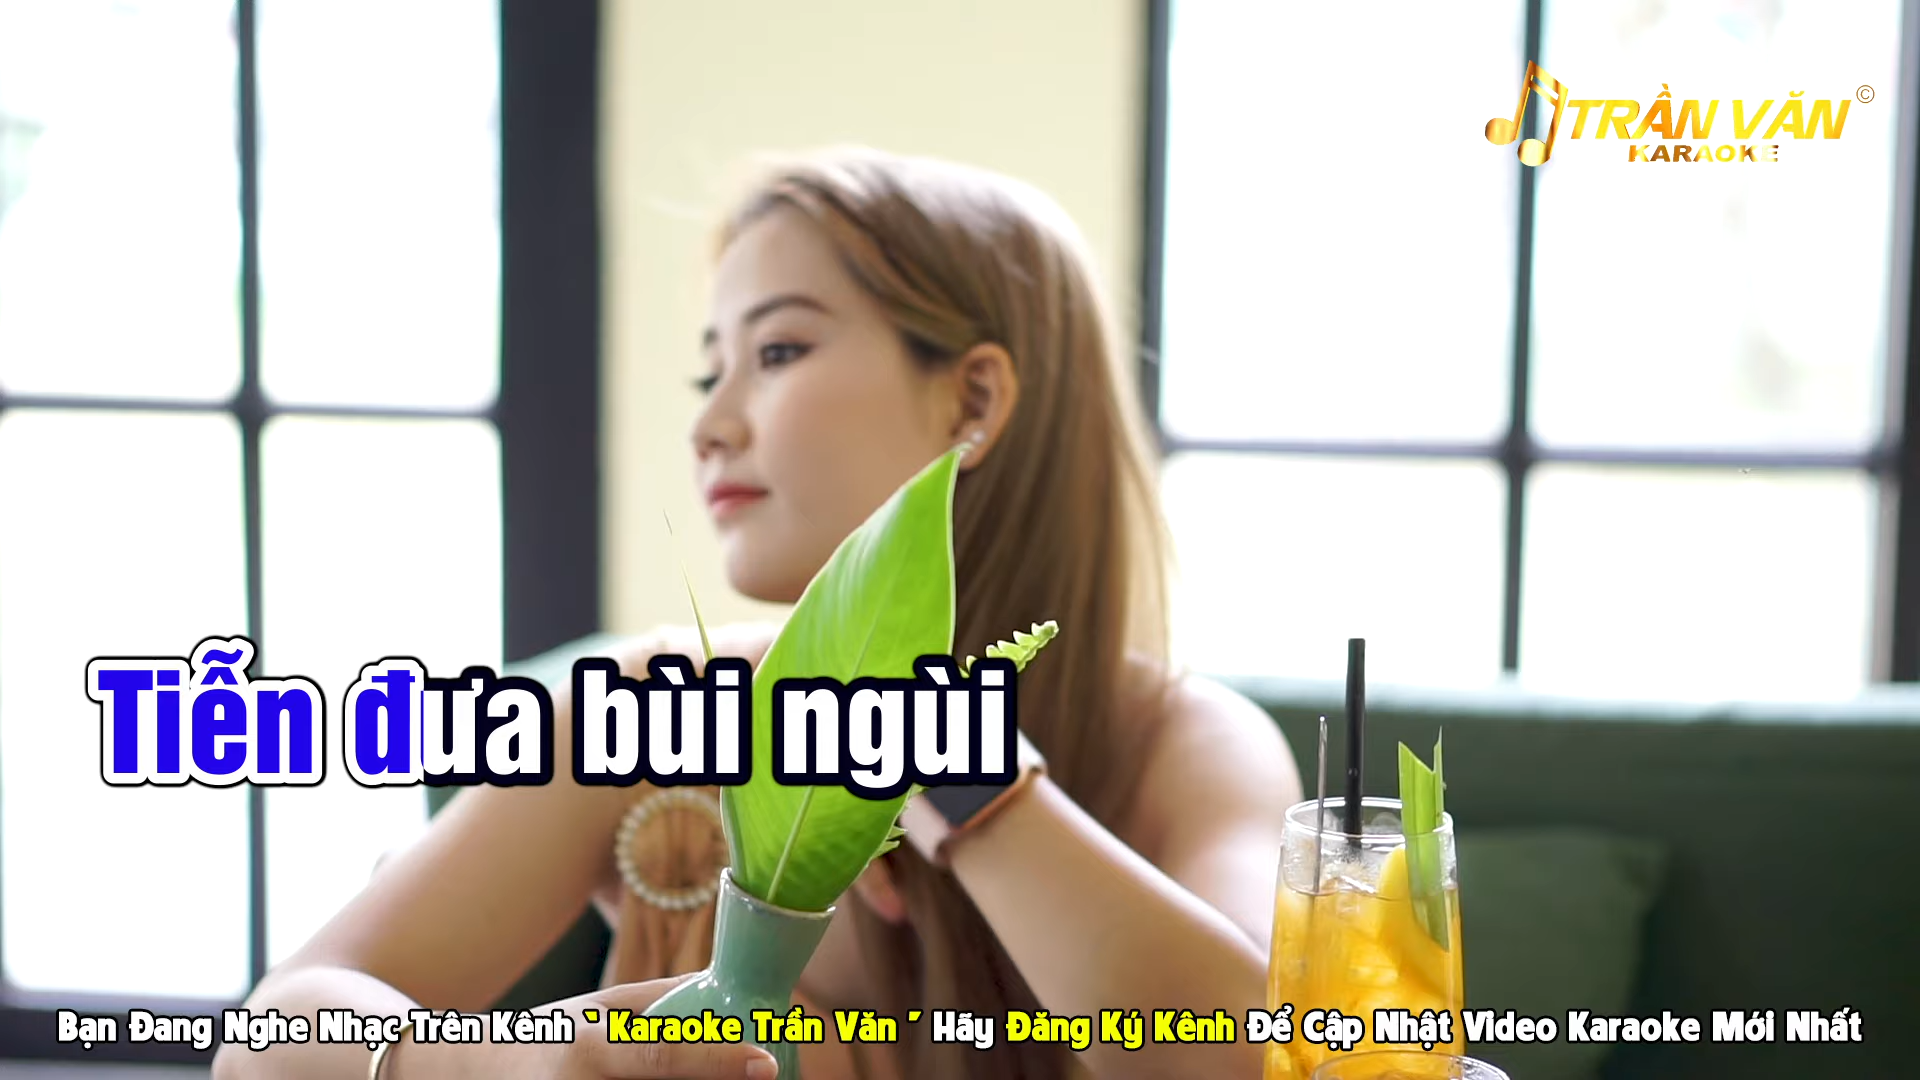 TRẦN VĂN ©
KARAOKE
Tiễn đưa bùi ngùi
Bạn Đang Nghe Nhạc Trên Kênh ` Karaoke Trần Văn ´ Hãy Đăng Ký Kênh Để Cập Nhật Video Karaoke Mới Nhất